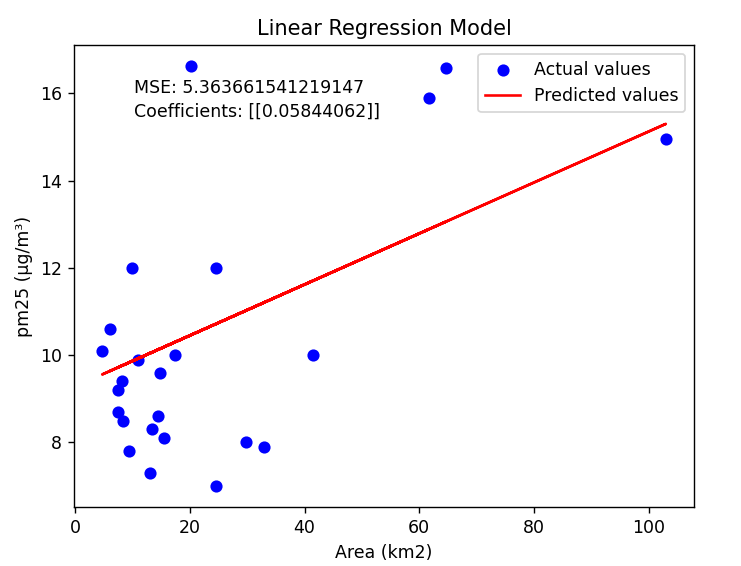 Linear Regression Model
MSE: 5.363661541219147
Coefficients: [[0.05844062]]
Actual values
Predicted values
16
14
12
10
8
pm25 (µg/m³)
0 20 40 60 80 100
Area (km2)